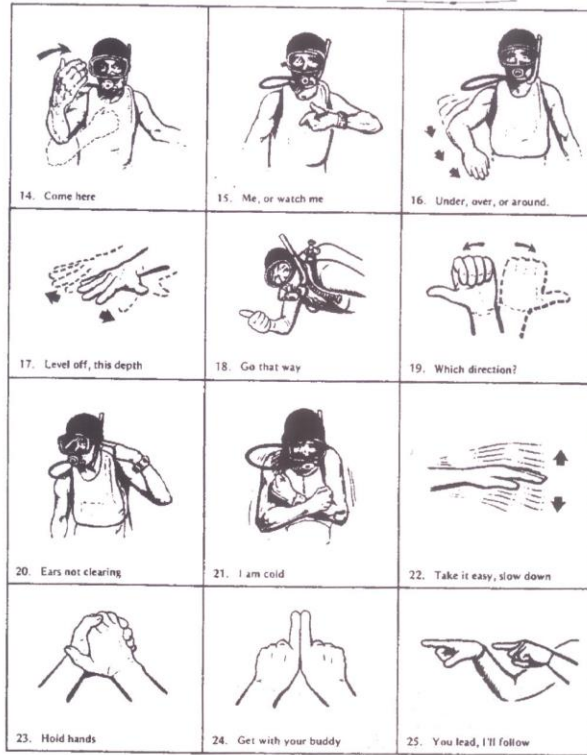 14. Come here
15. Me, or watch me
16. Under, over, or around.
17. Level off, this depth
18. Go that way
19. Which direction?
20. Ears not clearing
21. I am cold
22. Take it easy, slow down
23. Hold hands
24. Get with your buddy
25. You lead, I'll follow